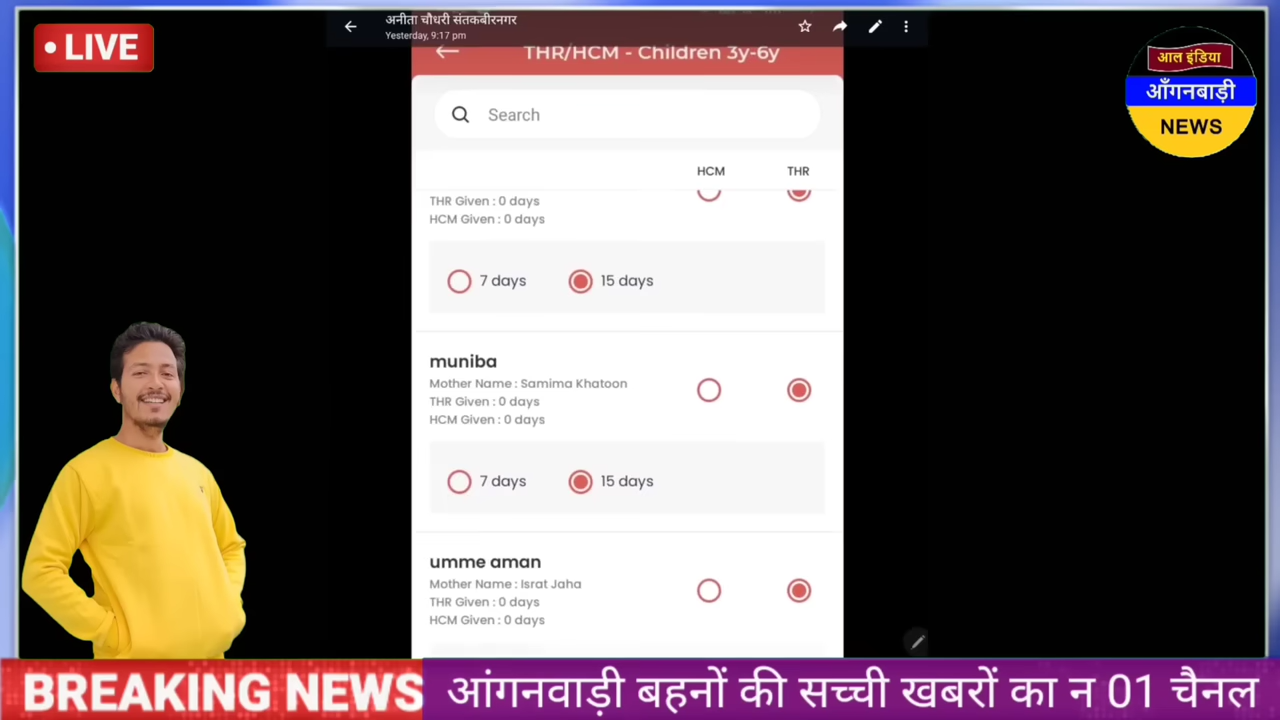 • LIVE
अनीता चौधरी संतकबीरनगर
Yesterday, 9:17 pm
THR/HCM - Children 3y-6y
Search
HCM THR
THR Given : 0 days
HCM Given : 0 days
7 days 15 days
muniba
Mother Name : Samima Khatoon
THR Given : 0 days
HCM Given : 0 days
7 days 15 days
umme aman
Mother Name : Israt Jaha
THR Given : 0 days
HCM Given : 0 days
आल इंडिया
आँगनबाड़ी
NEWS
BREAKING NEWS आंगनवाड़ी बहनों की सच्ची खबरों का न 01 चैनल